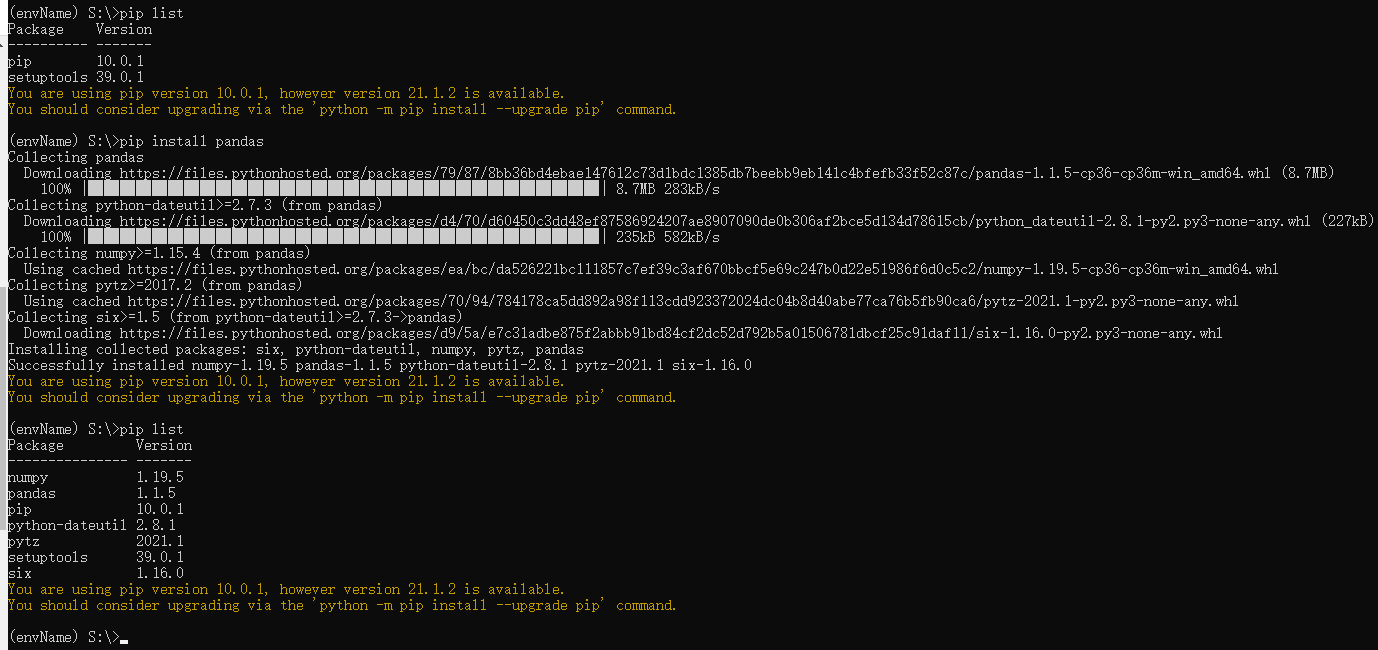 (envName) S:\>pip list
Package    Version
---------- -------
pip        10.0.1
setuptools 39.0.1
You are using pip version 10.0.1, however version 21.1.2 is available.
You should consider upgrading via the 'python -m pip install --upgrade pip' command.
(envName) S:\>pip install pandas
Collecting pandas
  Downloading https://files.pythonhosted.org/packages/79/87/8bb36bd4ebae147612c73d1bdc1385db7beebb9eb141c4bfefb33f52c87c/pandas-1.1.5-cp36-cp36m-win_amd64.whl (8.7MB)
    100% |████████████████████████████████| 8.7MB 283kB/s
Collecting python-dateutil>=2.7.3 (from pandas)
  Downloading https://files.pythonhosted.org/packages/d4/70/d60450c3dd48ef87586924207ae8907090de0b306af2bce5d134d78615cb/python_dateutil-2.8.1-py2.py3-none-any.whl (227kB)
    100% |████████████████████████████████| 235kB 582kB/s
Collecting numpy>=1.15.4 (from pandas)
  Using cached https://files.pythonhosted.org/packages/ea/bc/da526221bc111857c7ef39c3af670bbcf5e69c247b0d22e51986f6d0c5c2/numpy-1.19.5-cp36-cp36m-win_amd64.whl
Collecting pytz>=2017.2 (from pandas)
  Using cached https://files.pythonhosted.org/packages/70/94/784178ca5dd892a98f113cdd923372024dc04b8d40abe77ca76b5fb90ca6/pytz-2021.1-py2.py3-none-any.whl
Collecting six>=1.5 (from python-dateutil>=2.7.3->pandas)
  Downloading https://files.pythonhosted.org/packages/d9/5a/e7c31adbe875f2abbb91bd84cf2dc52d792b5a01506781dbcf25c91daf11/six-1.16.0-py2.py3-none-any.whl
Installing collected packages: six, python-dateutil, numpy, pytz, pandas
Successfully installed numpy-1.19.5 pandas-1.1.5 python-dateutil-2.8.1 pytz-2021.1 six-1.16.0
You are using pip version 10.0.1, however version 21.1.2 is available.
You should consider upgrading via the 'python -m pip install --upgrade pip' command.
(envName) S:\>pip list
Package         Version
--------------- -------
numpy           1.19.5
pandas          1.1.5
pip             10.0.1
python-dateutil 2.8.1
pytz            2021.1
setuptools      39.0.1
six             1.16.0
You are using pip version 10.0.1, however version 21.1.2 is available.
You should consider upgrading via the 'python -m pip install --upgrade pip' command.
(envName) S:\>